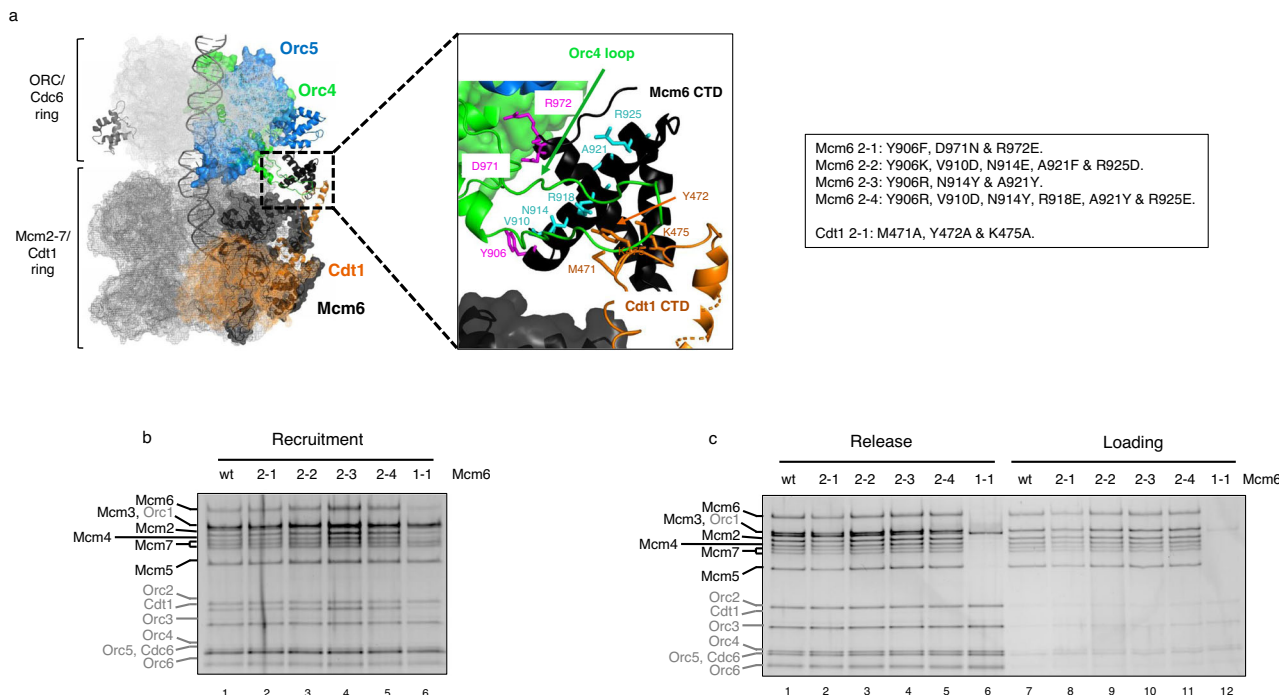 a
ORC/
Cdc6
ring
Mcm2-7/
Cdt1
ring
Orc5
Orc4
Cdt1
Mcm6
Orc4 loop
Mcm6 CTD
R972
R925
D971
A921
R918
Y472
N914
V910
K475
Y906
M471
Cdt1 CTD
Mcm6 2-1: Y906F, D971N & R972E.
Mcm6 2-2: Y906K, V910D, N914E, A921F & R925D.
Mcm6 2-3: Y906R, N914Y & A921Y.
Mcm6 2-4: Y906R, V910D, N914Y, R918E, A921Y & R925E.
Cdt1 2-1: M471A, Y472A & K475A.
b
Recruitment
wt 2-1 2-2 2-3 2-4 1-1 Mcm6
Mcm6
Mcm3, Orc1
Mcm2
Mcm4
Mcm7
Mcm5
Orc2
Cdt1
Orc3
Orc4
Orc5, Cdc6
Orc6
1 2 3 4 5 6
c
Release Loading
wt 2-1 2-2 2-3 2-4 1-1 wt 2-1 2-2 2-3 2-4 1-1 Mcm6
Mcm6
Mcm3, Orc1
Mcm2
Mcm4
Mcm7
Mcm5
Orc2
Cdt1
Orc3
Orc4
Orc5, Cdc6
Orc6
1 2 3 4 5 6 7 8 9 10 11 12